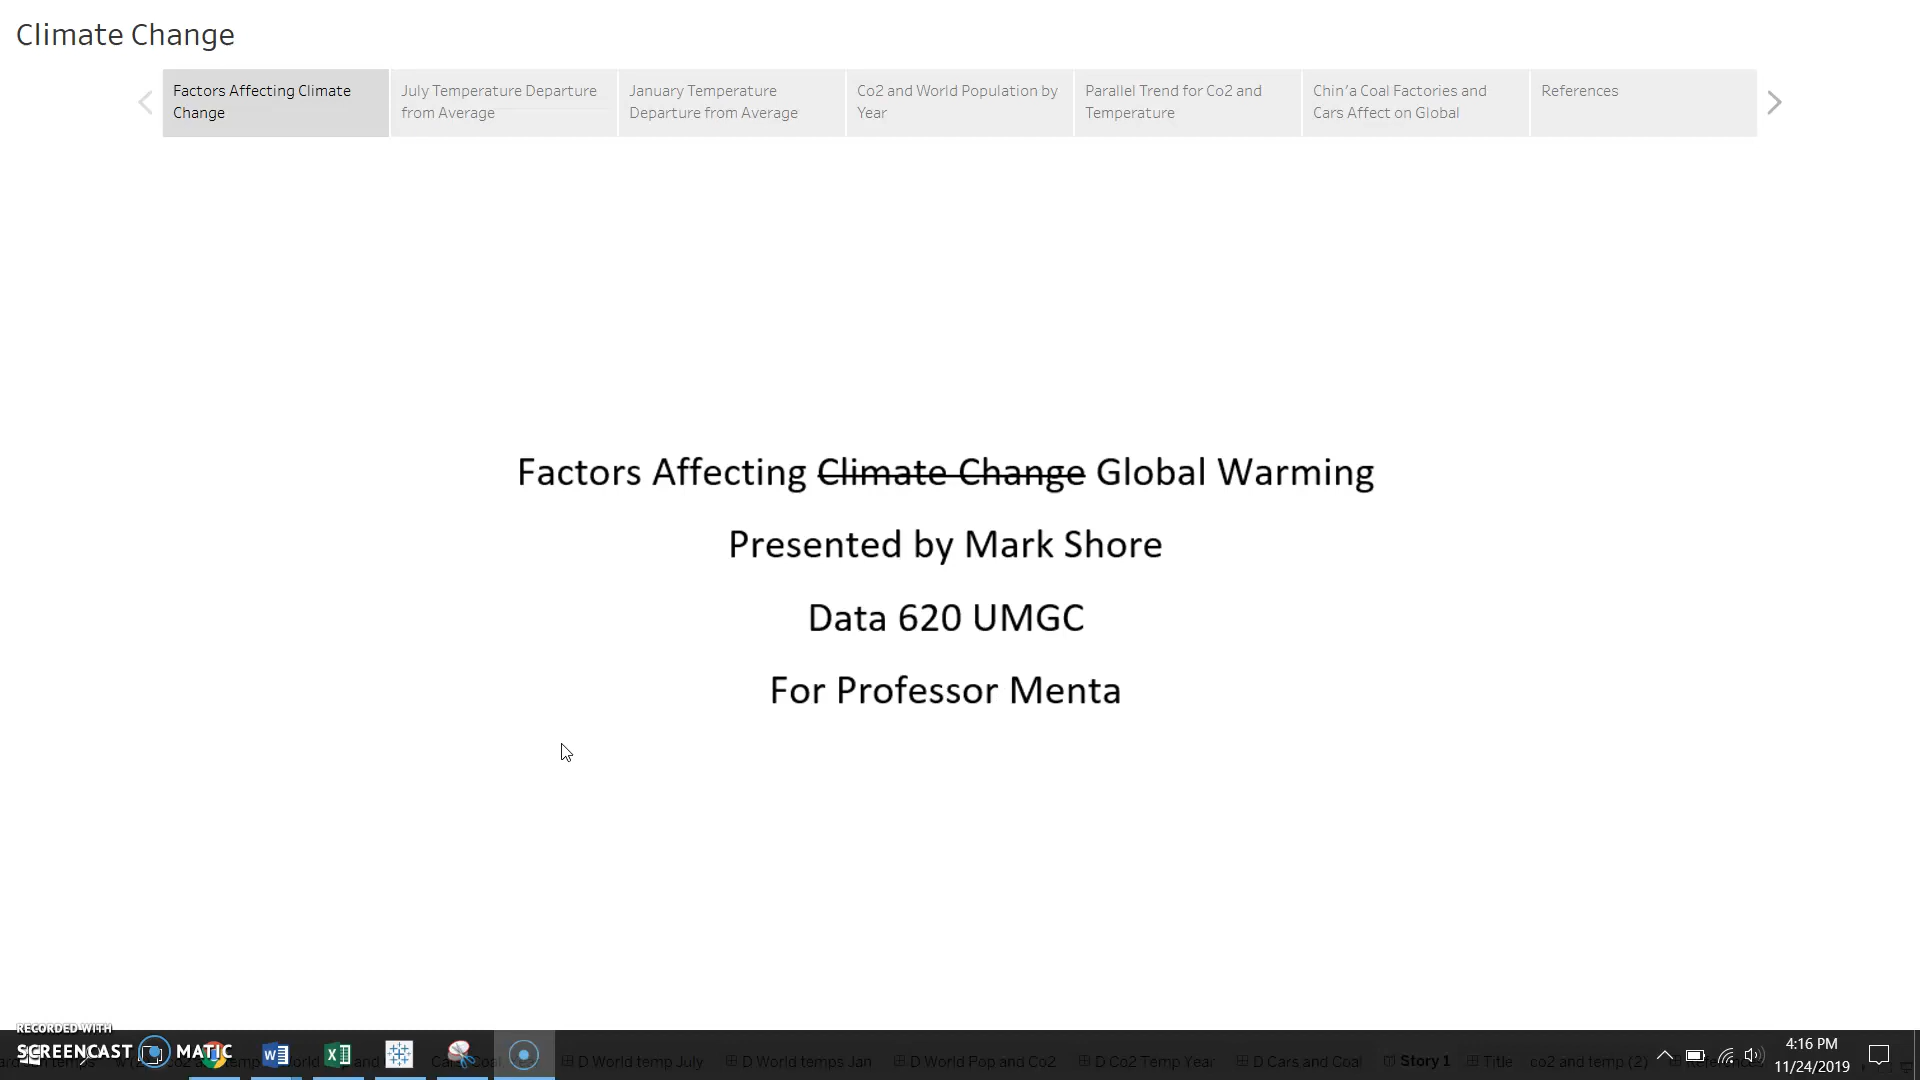 Climate Change
Factors Affecting Climate
Change
July Temperature Departure
from Average
January Temperature
Departure from Average
Co2 and World Population by
Year
Parallel Trend for Co2 and
Temperature
Chin'a Coal Factories and
Cars Affect on Global
References
Factors Affecting Climate Change Global Warming
Presented by Mark Shore
Data 620 UMGC
For Professor Menta
RECORDED WITH
SCREENCAST MATIC
D World temp July
D World temps Jan
D World Pop and Co2
D Co2 Temp Year
D Cars and Coal
Story 1
Title
co2 and temp (2)
References
4:16 PM
11/24/2019